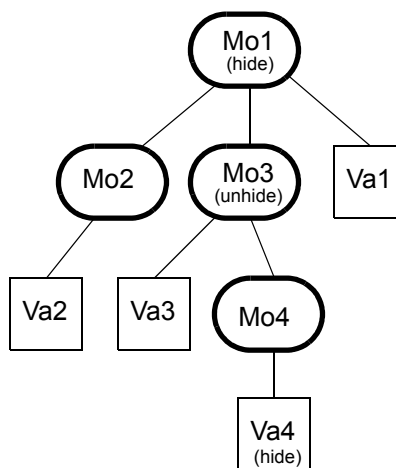 Mo1
(hide)
Mo2
Mo3
(unhide)
Va1
Va2
Va3
Mo4
Va4
(hide)